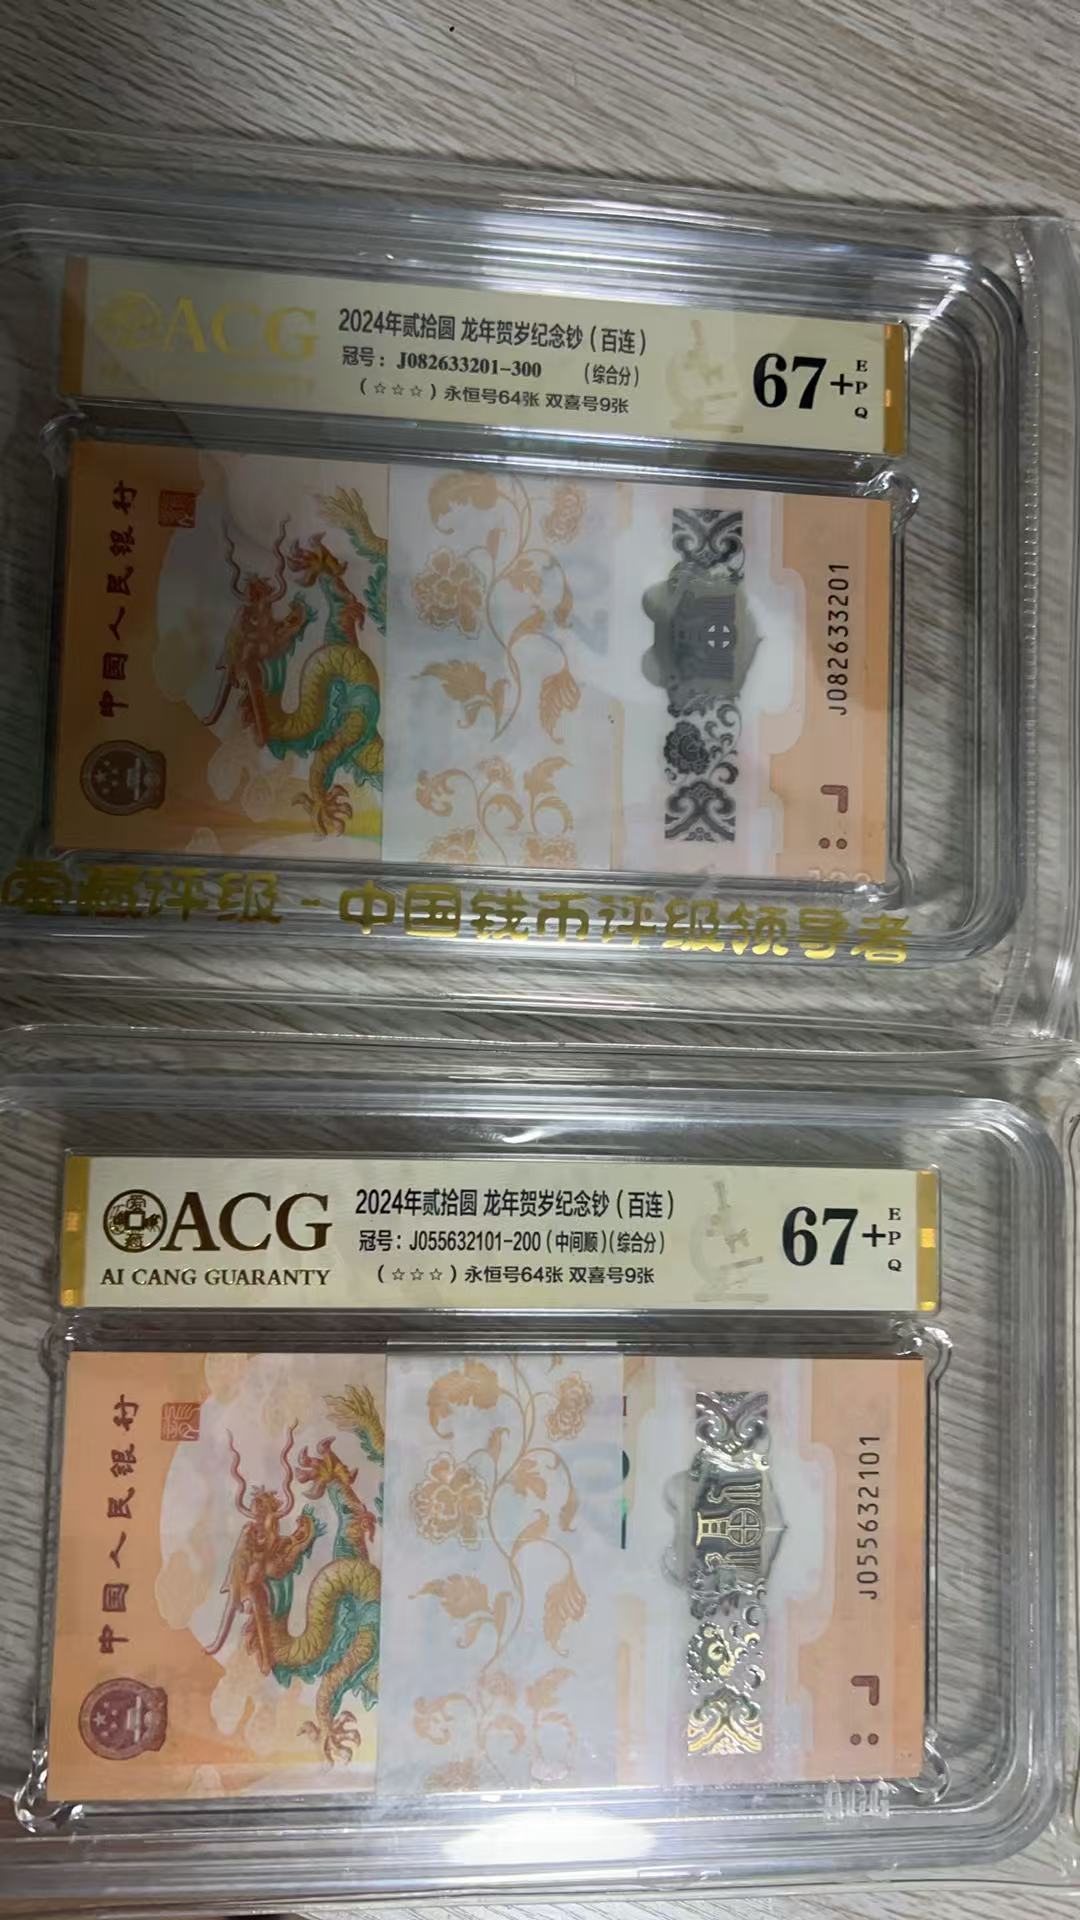 ACG
2024年贰拾圆 龙年贺岁纪念钞（百连）
冠号：J082633201-300 （综合分）
（☆☆☆）永恒号64张 双喜号9张
67+
EPQ
中国人民银行
J082633201
爱藏评级-中国钱币评级领导者
ACG
AI CANG GUARANTY
2024年贰拾圆 龙年贺岁纪念钞（百连）
冠号：J055632101-200（中间顺）（综合分）
（☆☆☆）永恒号64张 双喜号9张
67+
EPQ
中国人民银行
J055632101
ACG